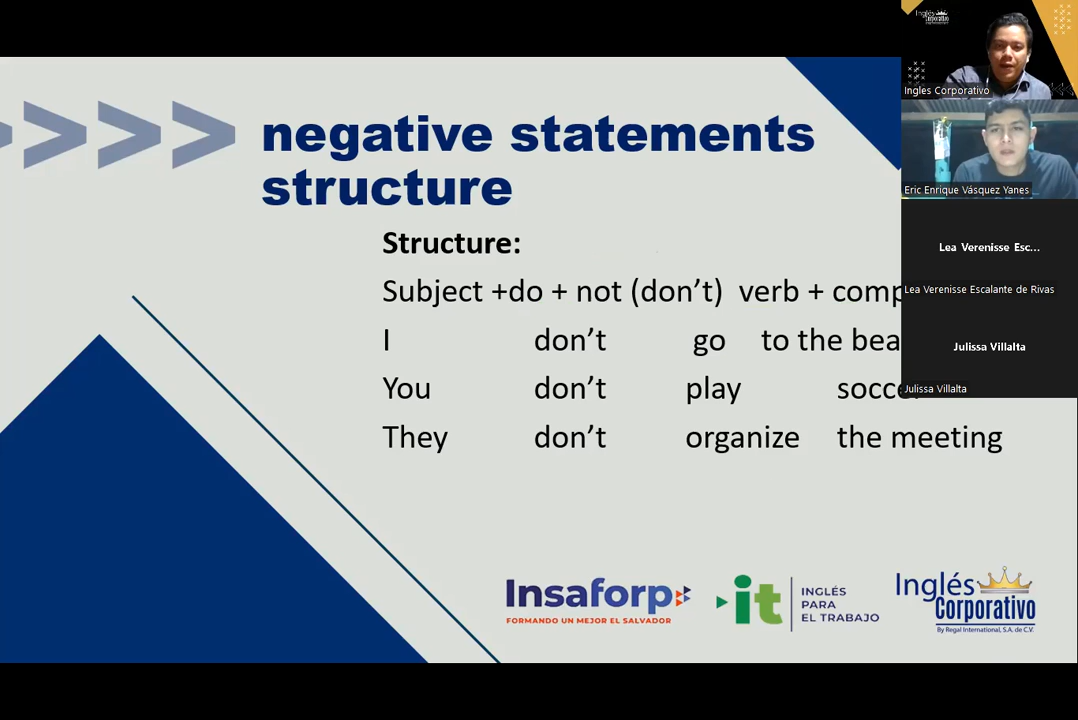 negative statements
structure
Structure:
Subject +do + not (don't) verb + comp
I don't go to the bea
You don't play socce
They don't organize the meeting
Insaforp
FORMANDO UN MEJOR EL SALVADOR
it
INGLÉS
PARA
EL TRABAJO
Inglés
Corporativo
By Regal International, S.A. de C.V.
Inglés
Corporativo
Ingles Corporativo
Eric Enrique Vásquez Yanes
Lea Verenisse Esc...
Lea Verenisse Escalante de Rivas
Julissa Villalta
Julissa Villalta